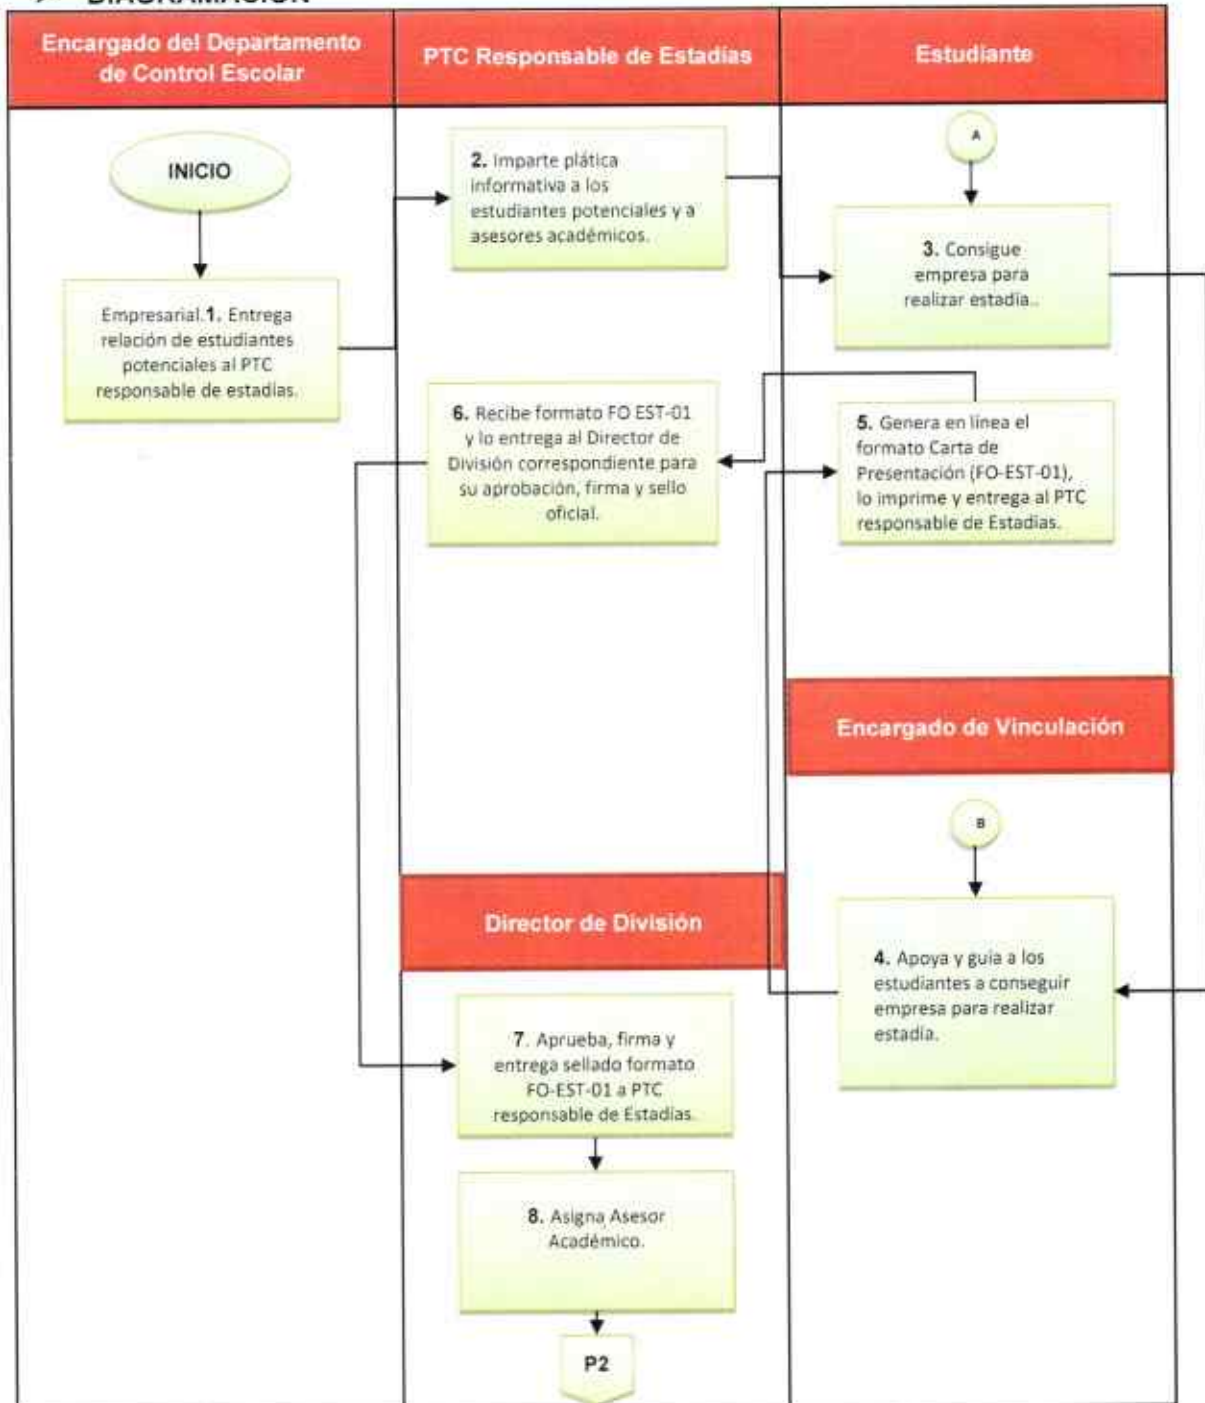 DIAGRAMACIÓN
Encargado del Departamento
de Control Escolar
PTC Responsable de Estadías
Estudiante
INICIO
Empresarial.1. Entrega
relación de estudiantes
potenciales al PTC
responsable de estadías.
2. Imparte plática
informativa a los
estudiantes potenciales y a
asesores académicos.
A
3. Consigue
empresa para
realizar estadía..
6. Recibe formato FO EST-01
y lo entrega al Director de
División correspondiente para
su aprobación, firma y sello
oficial.
5. Genera en línea el
formato Carta de
Presentación (FO-EST-01),
lo imprime y entrega al PTC
responsable de Estadías.
Encargado de Vinculación
B
4. Apoya y guía a los
estudiantes a conseguir
empresa para realizar
estadía.
Director de División
7. Aprueba, firma y
entrega sellado formato
FO-EST-01 a PTC
responsable de Estadías.
8. Asigna Asesor
Académico.
P2